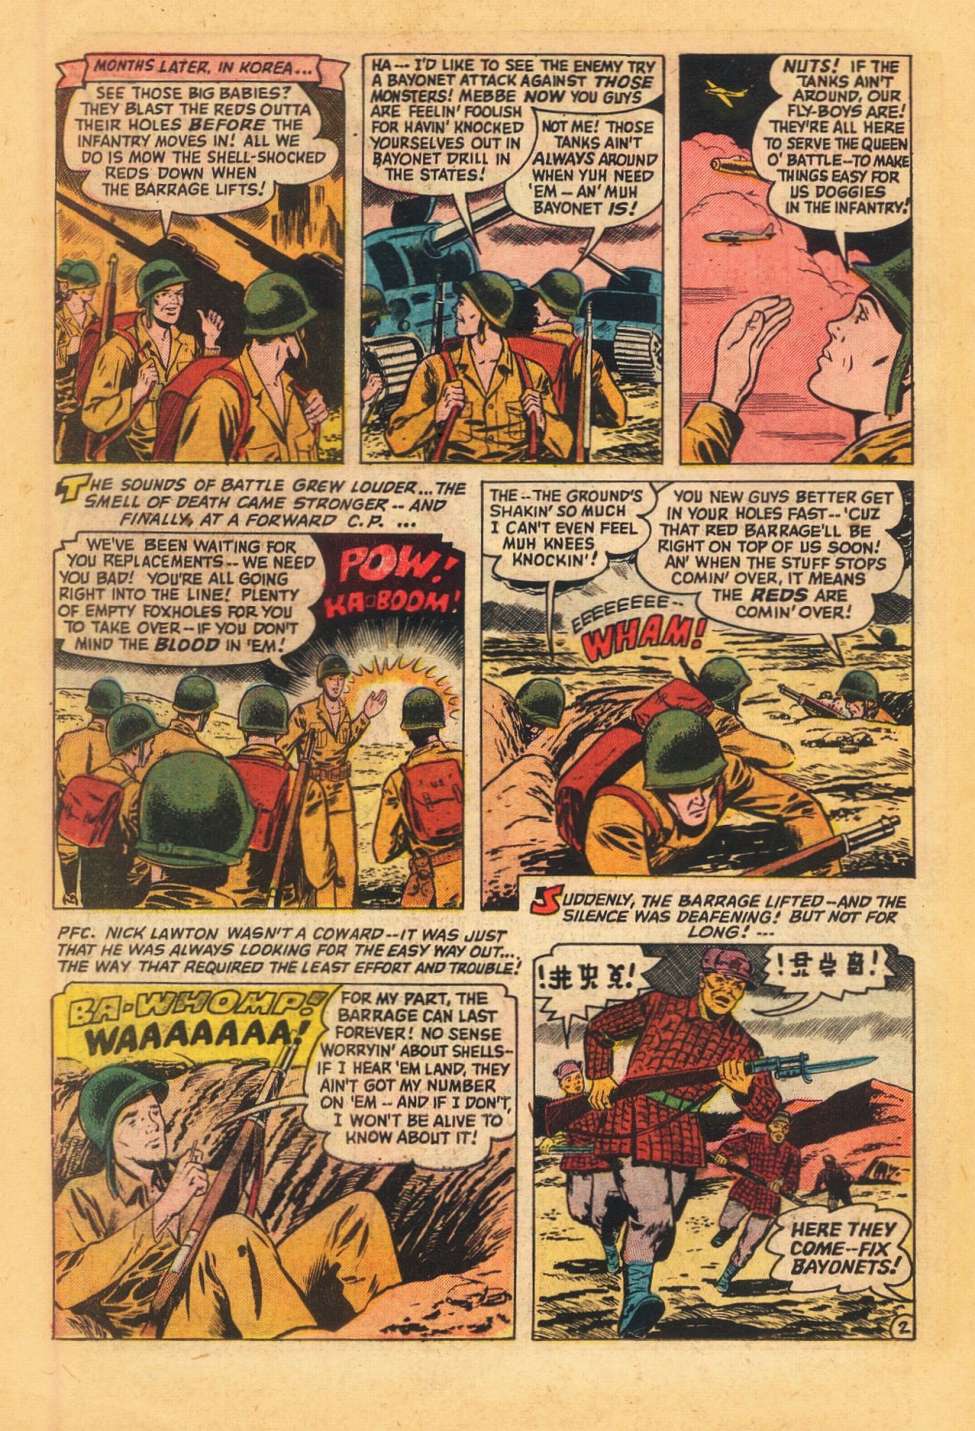 MONTHS LATER, IN KOREA...
SEE THOSE BIG BABIES?
THEY BLAST THE REDS OUTTA
THEIR HOLES BEFORE THE
INFANTRY MOVES IN! ALL WE
DO IS MOW THE SHELL-SHOCKED
REDS DOWN WHEN
THE BARRAGE LIFTS!
HA--I'D LIKE TO SEE THE ENEMY TRY
A BAYONET ATTACK AGAINST THOSE
MONSTERS! MEBBE NOW YOU GUYS
ARE FEELIN' FOOLISH
FOR HAVIN' KNOCKED
YOURSELVES OUT IN
BAYONET DRILL IN
THE STATES!
NOT ME! THOSE
TANKS AIN'T
ALWAYS AROUND
WHEN YUH NEED
'EM--AN' MUH
BAYONET IS!
NUTS! IF THE
TANKS AIN'T
AROUND, OUR
FLY-BOYS ARE!
THEY'RE ALL HERE
TO SERVE THE QUEEN
O' BATTLE--TO MAKE
THINGS EASY FOR
US DOGGIES
IN THE INFANTRY!
THE SOUNDS OF BATTLE GREW LOUDER...THE
SMELL OF DEATH CAME STRONGER--AND
FINALLY, AT A FORWARD C.P. ...
WE'VE BEEN WAITING FOR
YOU REPLACEMENTS--WE NEED
YOU BAD! YOU'RE ALL GOING
RIGHT INTO THE LINE! PLENTY
OF EMPTY FOXHOLES FOR YOU
TO TAKE OVER--IF YOU DON'T
MIND THE BLOOD IN 'EM!
POW!
KA-BOOM!
THE--THE GROUND'S
SHAKIN' SO MUCH
I CAN'T EVEN FEEL
MUH KNEES
KNOCKIN'!
YOU NEW GUYS BETTER GET
IN YOUR HOLES FAST--'CUZ
THAT RED BARRAGE'LL BE
RIGHT ON TOP OF US SOON!
AN' WHEN THE STUFF STOPS
COMIN' OVER, IT MEANS
THE REDS ARE
COMIN' OVER!
EEEEEEEE--
WHAM!
PFC. NICK LAWTON WASN'T A COWARD--IT WAS JUST
THAT HE WAS ALWAYS LOOKING FOR THE EASY WAY OUT...
THE WAY THAT REQUIRED THE LEAST EFFORT AND TROUBLE!
BA-WHOMP!
WAAAAAAA!
FOR MY PART, THE
BARRAGE CAN LAST
FOREVER! NO SENSE
WORRYIN' ABOUT SHELLS--
IF I HEAR 'EM LAND, THEY
AIN'T GOT MY NUMBER
ON 'EM--AND IF I DON'T,
I WON'T BE ALIVE TO
KNOW ABOUT IT!
SUDDENLY, THE BARRAGE LIFTED--AND THE
SILENCE WAS DEAFENING! BUT NOT FOR
LONG! ---
HERE THEY
COME--FIX
BAYONETS!
2